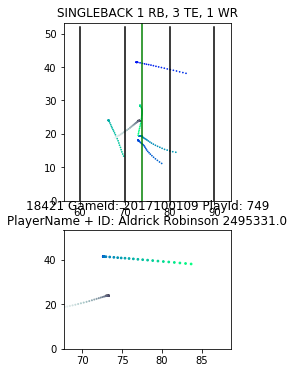 SINGLEBACK 1 RB, 3 TE, 1 WR
50
40
30
20
10
0
60 70 80 90
18421 GameId: 2017100109 PlayId: 749
PlayerName + ID: Aldrick Robinson 2495331.0
40
20
0
70 75 80 85